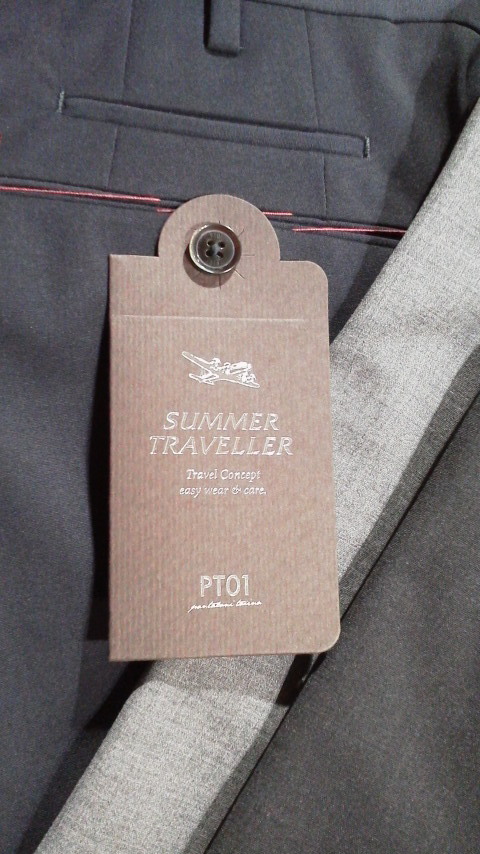 SUMMER
TRAVELLER
Travel Concept
easy wear & care.
PT01
pantaloni torino